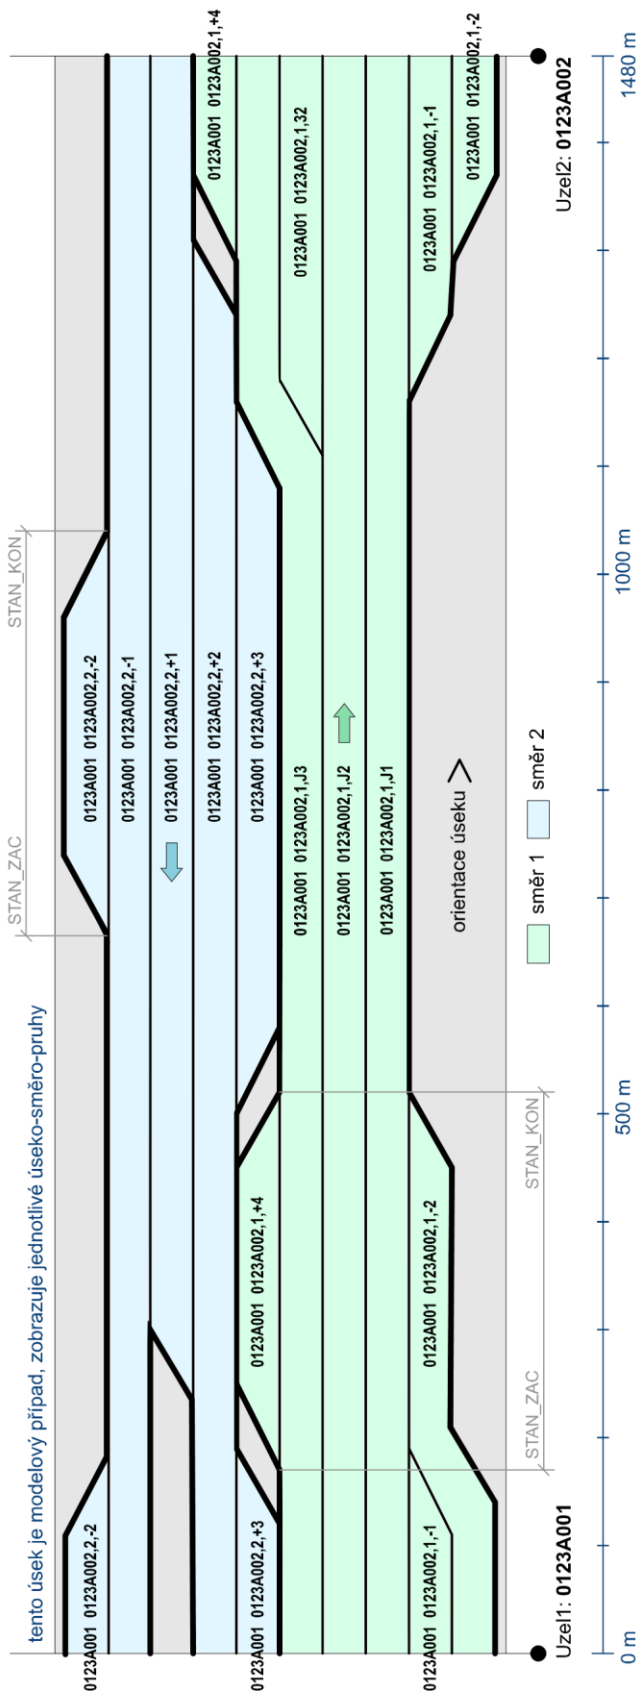 tento úsek je modelový případ, zobrazuje jednotlivé úseko-směro-pruhy
STAN_ZAC
STAN_KON
0123A001 0123A002,2,-2
0123A001 0123A002,2,-2
0123A001 0123A002,2,-1
0123A001 0123A002,2,+1
0123A001 0123A002,2,+2
0123A001 0123A002,2,+3
0123A001 0123A002,2,+3
0123A001 0123A002,1,+4
0123A001 0123A002,1,+4
0123A001 0123A002,1,J3
0123A001 0123A002,1,32
0123A001 0123A002,1,J2
0123A001 0123A002,1,J1
0123A001 0123A002,1,-1
0123A001 0123A002,1,-2
0123A001 0123A002,1,-1
0123A001 0123A002,1,-2
orientace úseku
STAN_ZAC
STAN_KON
směr 1
směr 2
Uzel1: 0123A001
Uzel2: 0123A002
0 m
500 m
1000 m
1480 m